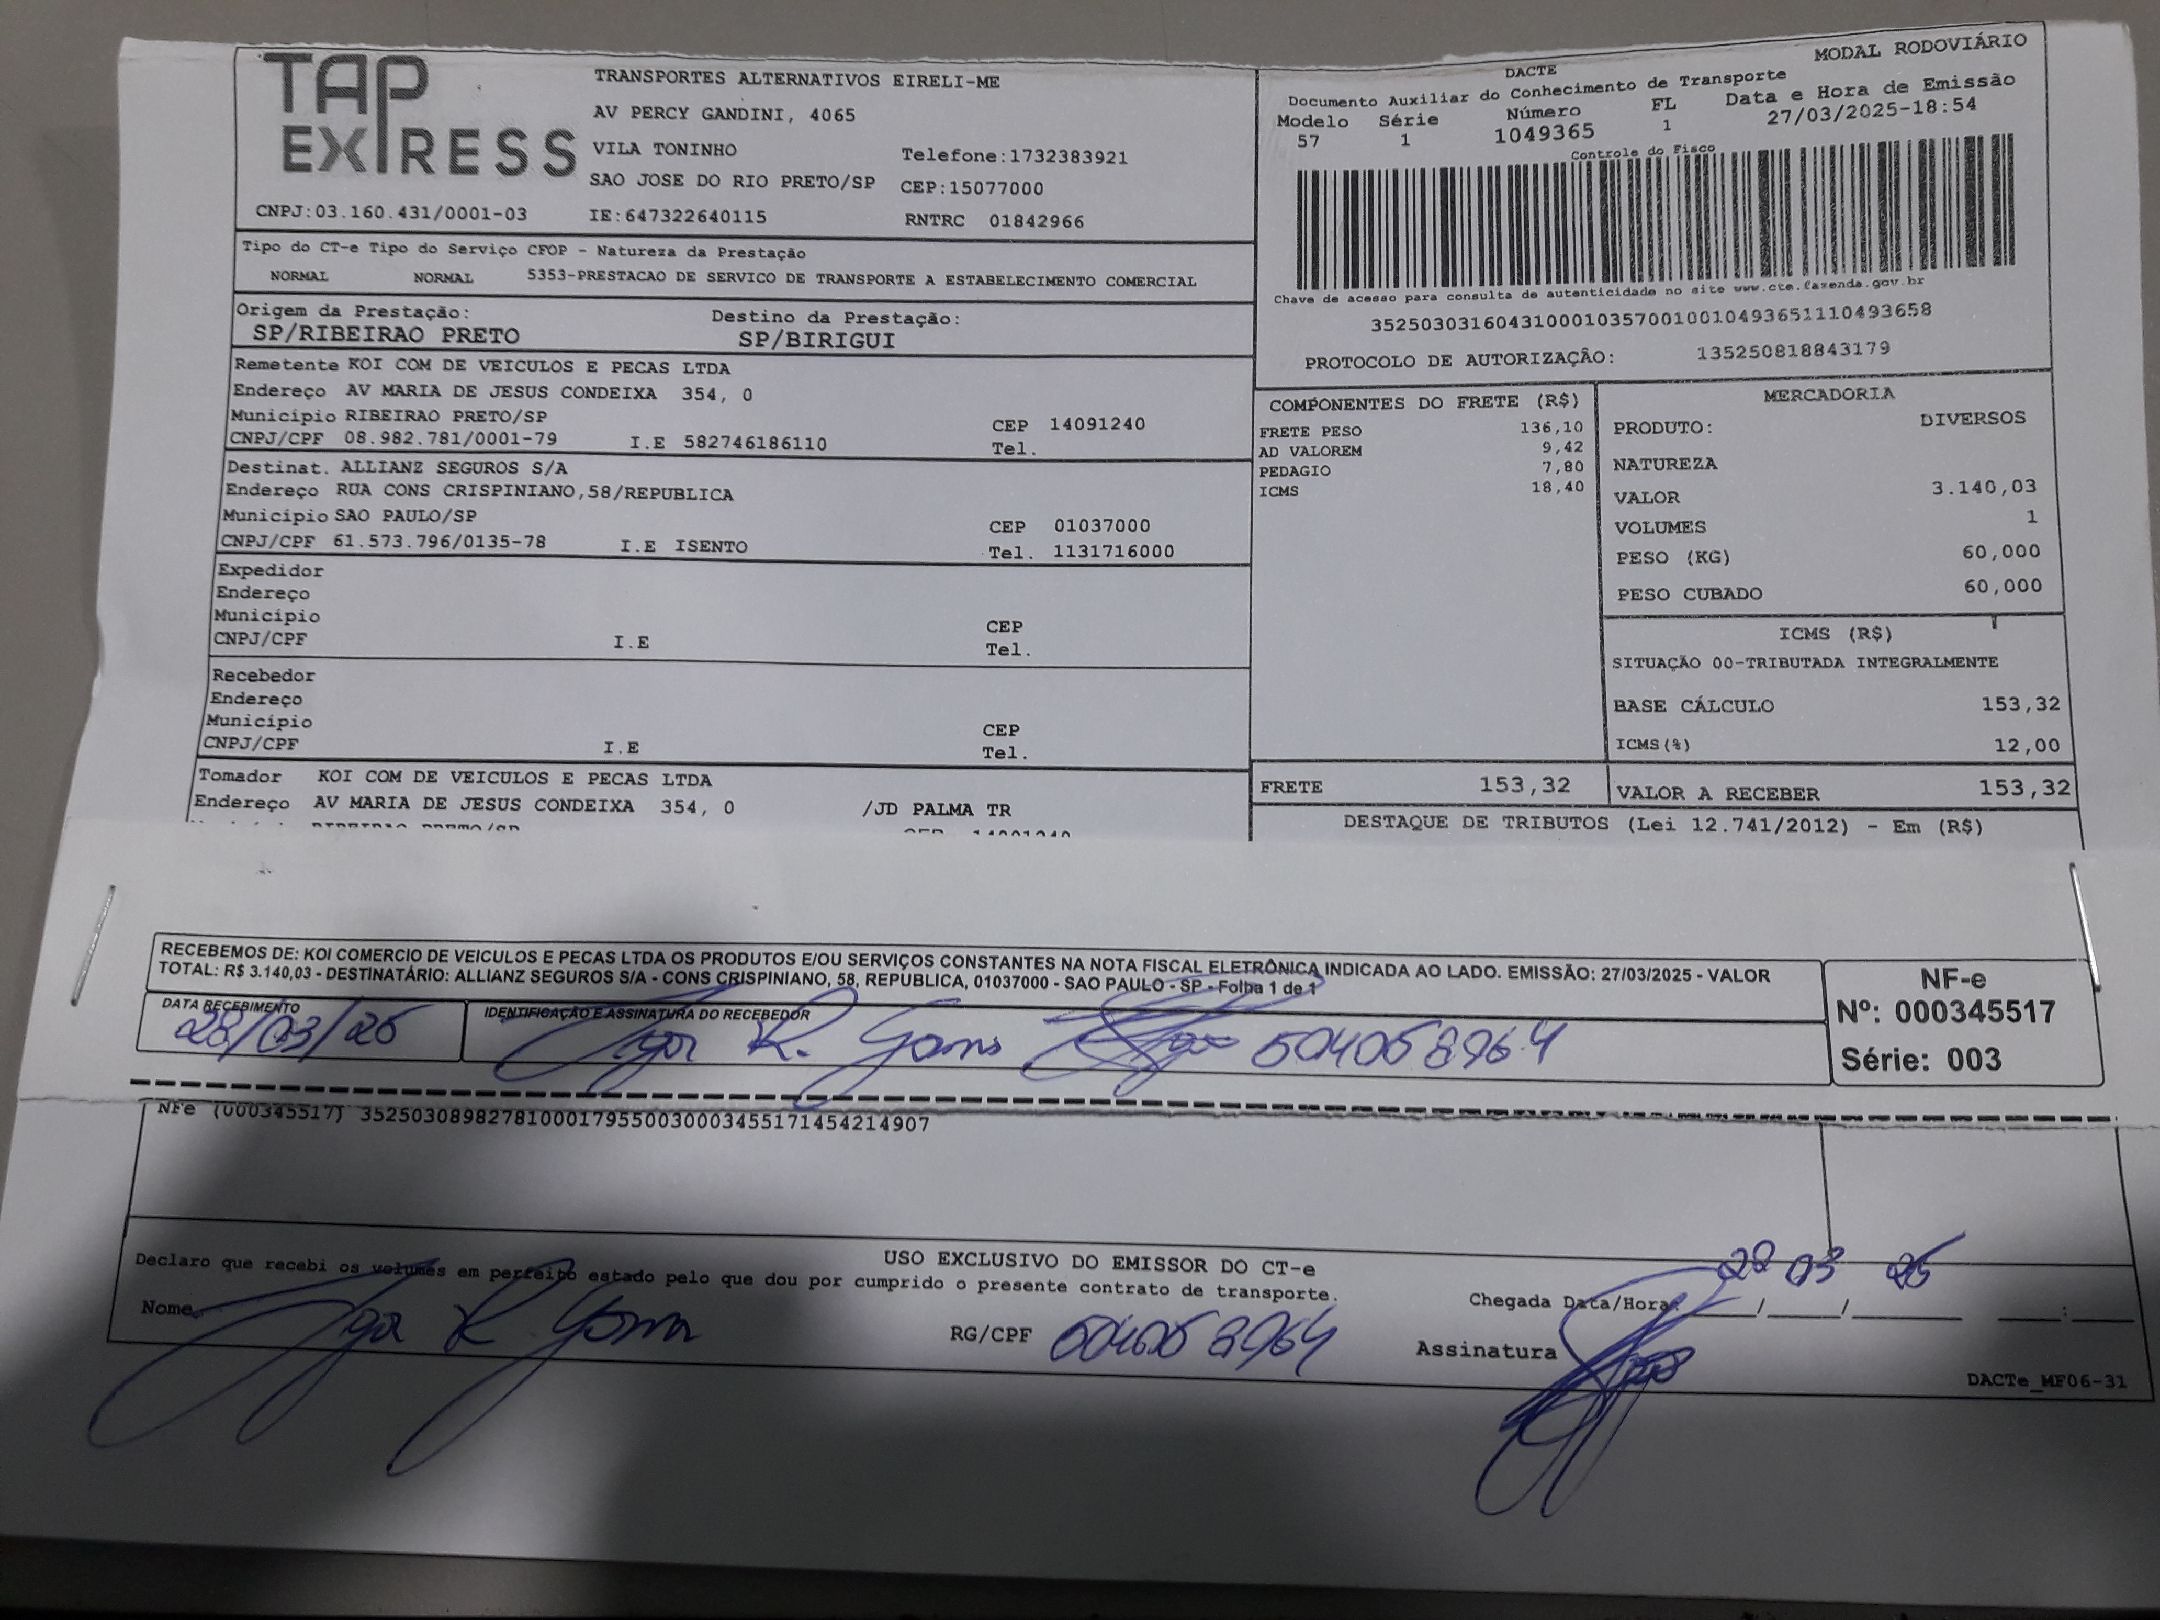 TAP EXPRESS
TRANSPORTES ALTERNATIVOS EIRELI-ME
AV PERCY GANDINI, 4065
VILA TONINHO Telefone:1732383921
SAO JOSE DO RIO PRETO/SP CEP:15077000
CNPJ:03.160.431/0001-03 IE:647322640115 RNTRC 01842966
Tipo do CT-e Tipo do Serviço CFOP - Natureza da Prestação
NORMAL NORMAL 5353-PRESTACAO DE SERVICO DE TRANSPORTE A ESTABELECIMENTO COMERCIAL
Origem da Prestação: Destino da Prestação:
SP/RIBEIRAO PRETO SP/BIRIGUI
Remetente KOI COM DE VEICULOS E PECAS LTDA
Endereço AV MARIA DE JESUS CONDEIXA 354, 0
Município RIBEIRAO PRETO/SP CEP 14091240
CNPJ/CPF 08.982.781/0001-79 I.E 582746186110 Tel.
Destinat. ALLIANZ SEGUROS S/A
Endereço RUA CONS CRISPINIANO,58/REPUBLICA
Município SAO PAULO/SP CEP 01037000
CNPJ/CPF 61.573.796/0135-78 I.E ISENTO Tel. 1131716000
Expedidor
Endereço
Município CEP
CNPJ/CPF I.E Tel.
Recebedor
Endereço
Município CEP
CNPJ/CPF I.E Tel.
Tomador KOI COM DE VEICULOS E PECAS LTDA
Endereço AV MARIA DE JESUS CONDEIXA 354, 0 /JD PALMA TR
MODAL RODOVIÁRIO
DACTE
Documento Auxiliar do Conhecimento de Transporte
Modelo Série Número FL Data e Hora de Emissão
57 1 1049365 1 27/03/2025-18:54
Controle do Fisco
Chave de acesso para consulta de autenticidade no site www.cte.fazenda.gov.br
35250303160431000103570010010493651110493658
PROTOCOLO DE AUTORIZAÇÃO: 135250818843179
COMPONENTES DO FRETE (R$)
FRETE PESO 136,10
AD VALOREM 9,42
PEDAGIO 7,80
ICMS 18,40
MERCADORIA
PRODUTO: DIVERSOS
NATUREZA
VALOR 3.140,03
VOLUMES 1
PESO (KG) 60,000
PESO CUBADO 60,000
ICMS (R$)
SITUAÇÃO 00-TRIBUTADA INTEGRALMENTE
BASE CÁLCULO 153,32
ICMS(%) 12,00
FRETE 153,32 VALOR A RECEBER 153,32
DESTAQUE DE TRIBUTOS (Lei 12.741/2012) - Em (R$)
RECEBEMOS DE: KOI COMERCIO DE VEICULOS E PECAS LTDA OS PRODUTOS E/OU SERVIÇOS CONSTANTES NA NOTA FISCAL ELETRÔNICA INDICADA AO LADO. EMISSÃO: 27/03/2025 - VALOR
TOTAL: R$ 3.140,03 - DESTINATÁRIO: ALLIANZ SEGUROS S/A - CONS CRISPINIANO, 58, REPUBLICA, 01037000 - SAO PAULO - SP - Folha 1 de 1
DATA RECEBIMENTO IDENTIFICAÇÃO E ASSINATURA DO RECEBEDOR
28/03/25
NF-e
Nº: 000345517
Série: 003
NFe (000345517) 35250308982781000179550030003455171454214907
USO EXCLUSIVO DO EMISSOR DO CT-e
Declaro que recebi os volumes em perfeito estado pelo que dou por cumprido o presente contrato de transporte.
Nome RG/CPF
Chegada Data/Hora: 28/03/25 :
Assinatura
DACTe_MF06-31